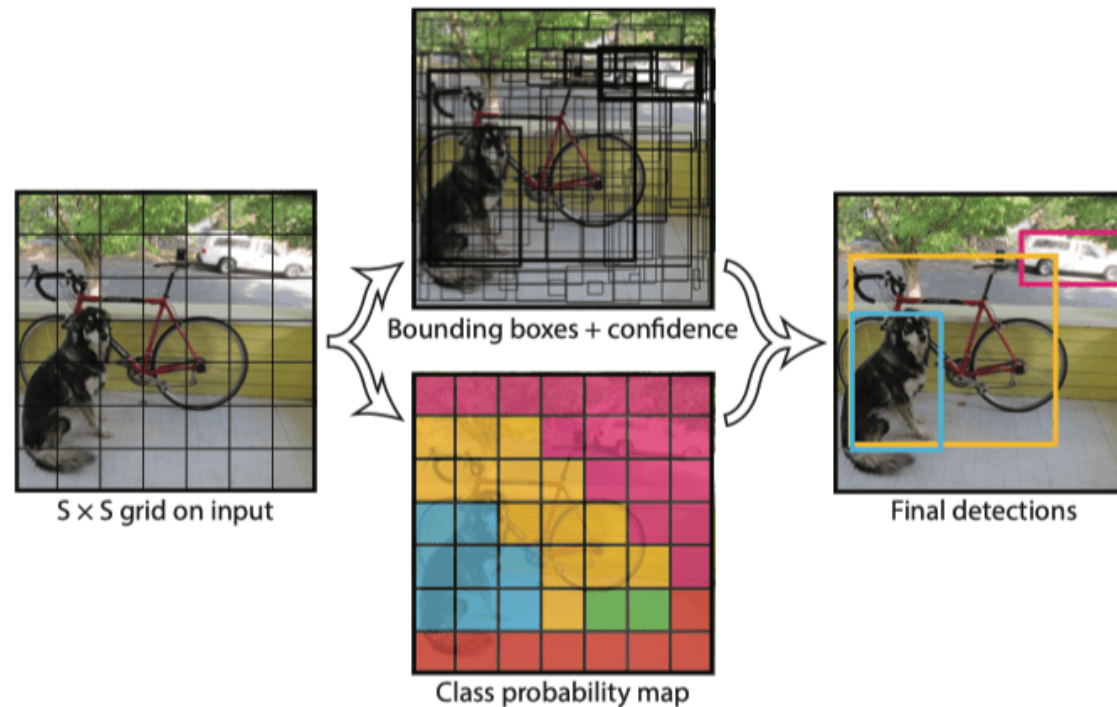 S × S grid on input
Bounding boxes + confidence
Class probability map
Final detections